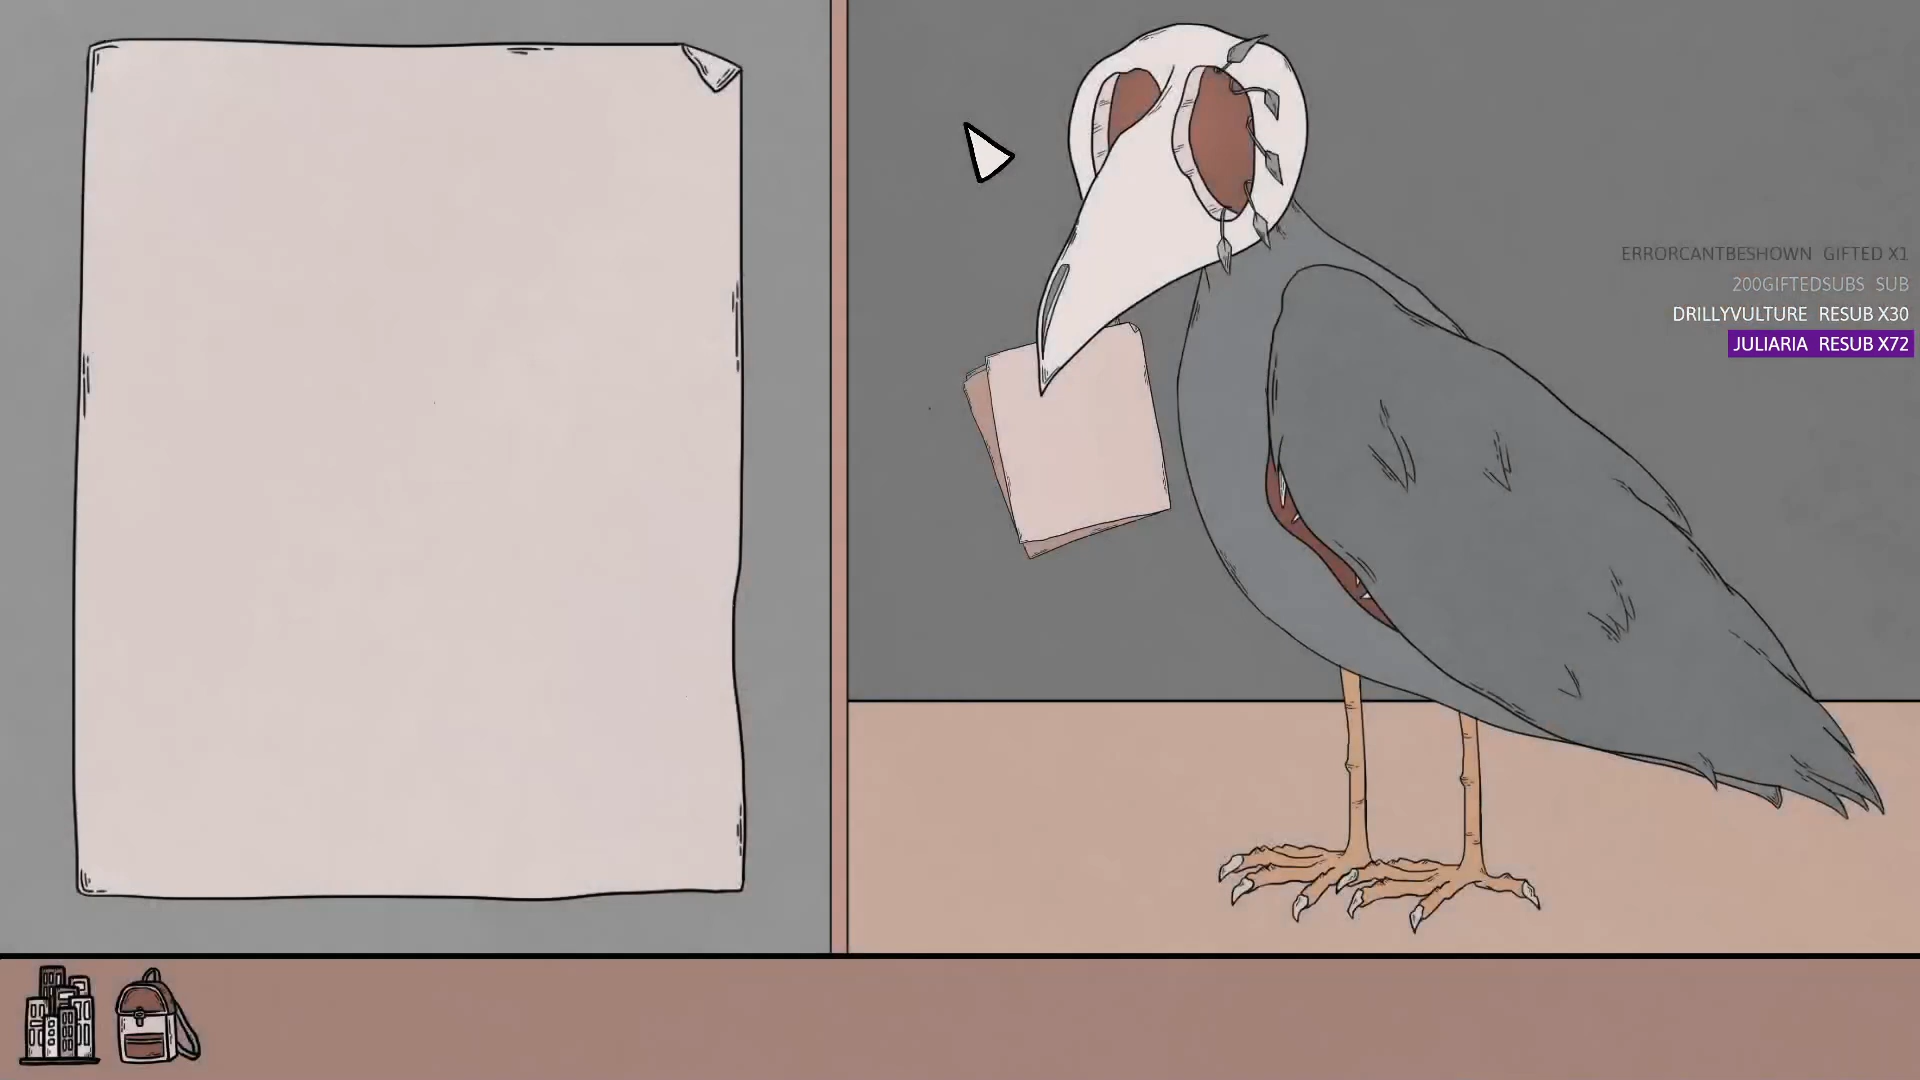 ERRORCANTBESHOWN GIFTED X1
200GIFTEDSUBS SUB
DRILLYVULTURE RESUB X30
JULIARIA RESUB X72